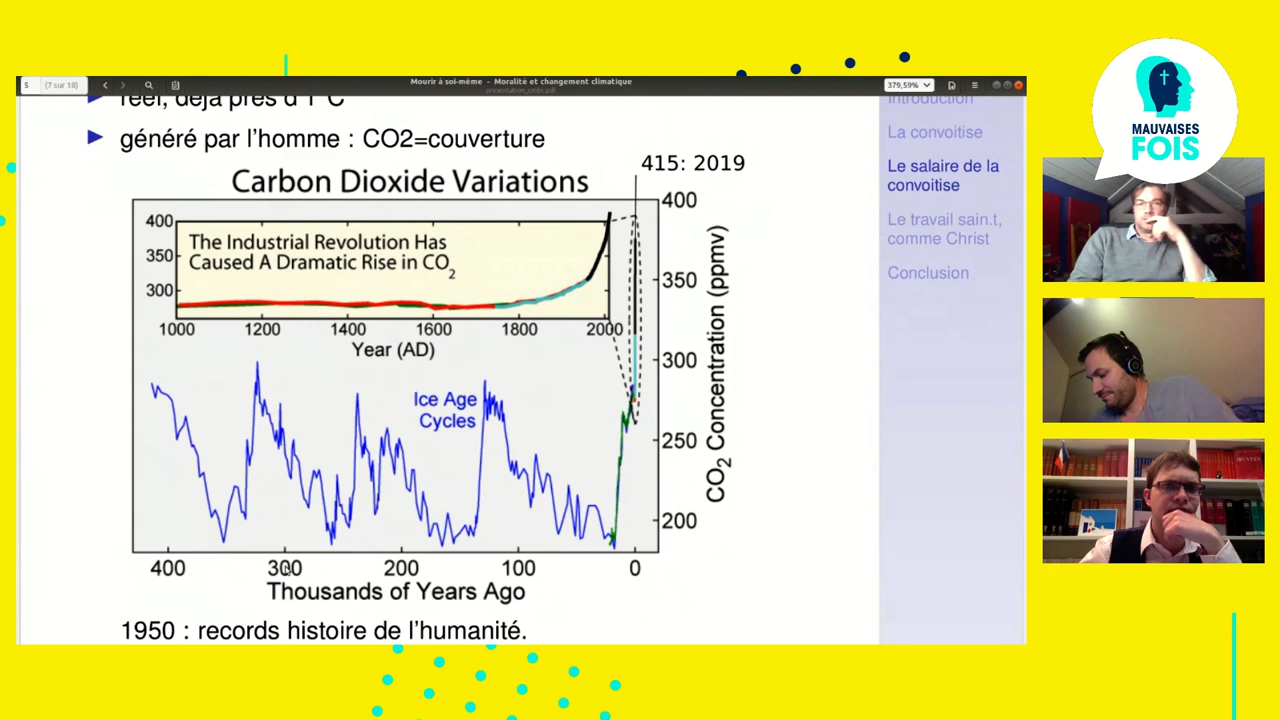 5 (7 sur 18)
Mourir à soi-même - Moralité et changement climatique
presentation_cmbc.pdf
379,59%
réel, déjà près d'1°C
généré par l'homme : CO2=couverture
415: 2019
Carbon Dioxide Variations
The Industrial Revolution Has
Caused A Dramatic Rise in CO2
400
350
300
1000 1200 1400 1600 1800 2000
Year (AD)
Ice Age
Cycles
400
350
300
250
200
CO2 Concentration (ppmv)
400 300 200 100 0
Thousands of Years Ago
1950 : records histoire de l'humanité.
Introduction
La convoitise
Le salaire de la
convoitise
Le travail sain.t,
comme Christ
Conclusion
MAUVAISES
FOIS